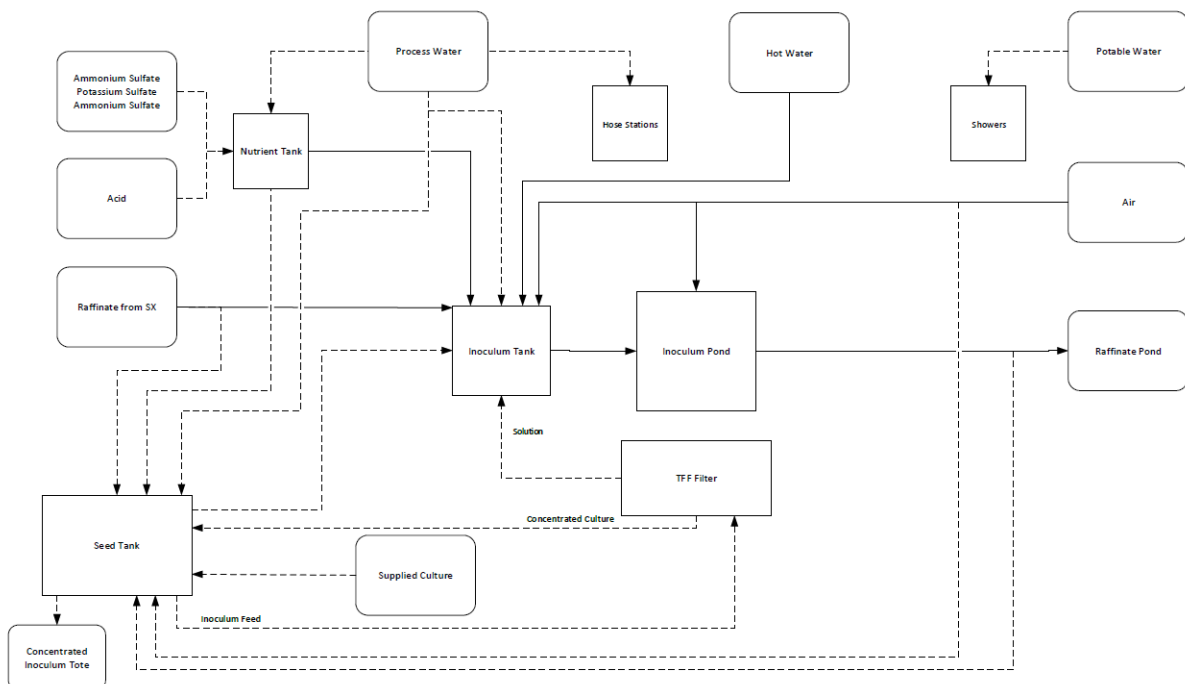 Process Water
Hot Water
Potable Water
Ammonium Sulfate
Potassium Sulfate
Ammonium Sulfate
Hose Stations
Showers
Nutrient Tank
Acid
Air
Raffinate from SX
Inoculum Tank
Inoculum Pond
Raffinate Pond
Solution
TFF Filter
Concentrated Culture
Seed Tank
Supplied Culture
Inoculum Feed
Concentrated
Inoculum Tote